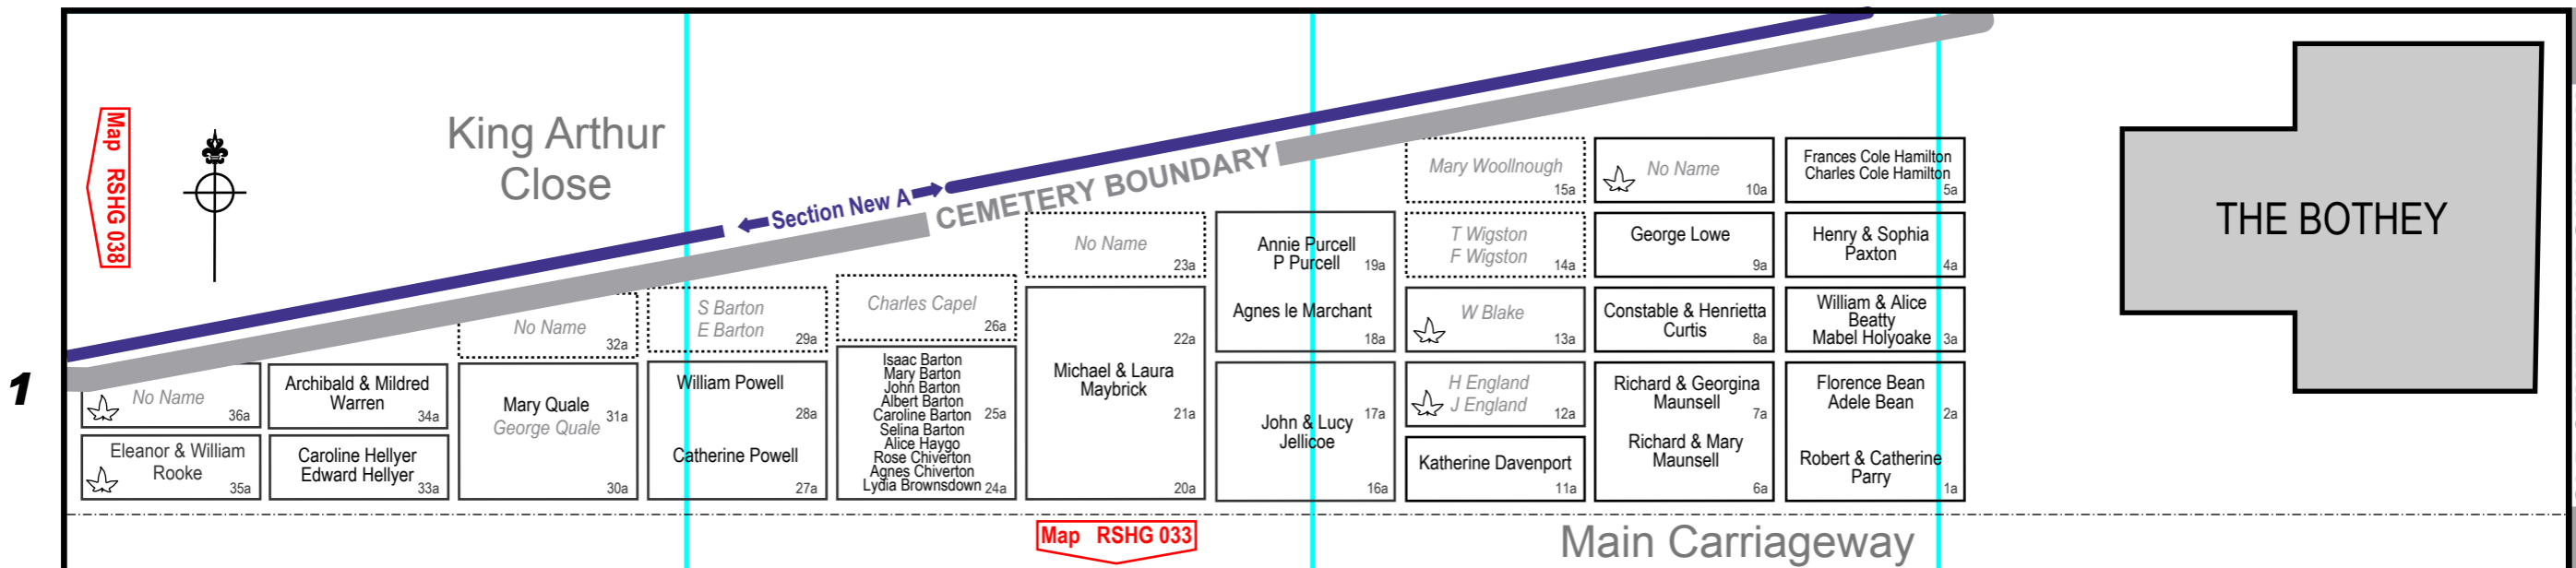 Map RSHG 038
King Arthur
Close
Section New A
CEMETERY BOUNDARY
THE BOTHEY
1
No Name
36a
Eleanor & William
Rooke
35a
Archibald & Mildred
Warren
34a
Caroline Hellyer
Edward Hellyer
33a
No Name
32a
Mary Quale
George Quale
31a
30a
S Barton
E Barton
29a
William Powell
28a
Catherine Powell
27a
Charles Capel
26a
Isaac Barton
Mary Barton
John Barton
Albert Barton
Caroline Barton
25a
Selina Barton
Alice Haygo
Rose Chiverton
Agnes Chiverton
Lydia Brownsdown
24a
No Name
23a
22a
Michael & Laura
Maybrick
21a
20a
Annie Purcell
P Purcell
19a
Agnes le Marchant
18a
John & Lucy
Jellicoe
17a
16a
Mary Woollnough
15a
T Wigston
F Wigston
14a
W Blake
13a
H England
J England
12a
Katherine Davenport
11a
No Name
10a
George Lowe
9a
Constable & Henrietta
Curtis
8a
Richard & Georgina
Maunsell
7a
Richard & Mary
Maunsell
6a
Frances Cole Hamilton
Charles Cole Hamilton
5a
Henry & Sophia
Paxton
4a
William & Alice
Beatty
Mabel Holyoake
3a
Florence Bean
Adele Bean
2a
Robert & Catherine
Parry
1a
Map RSHG 033
Main Carriageway